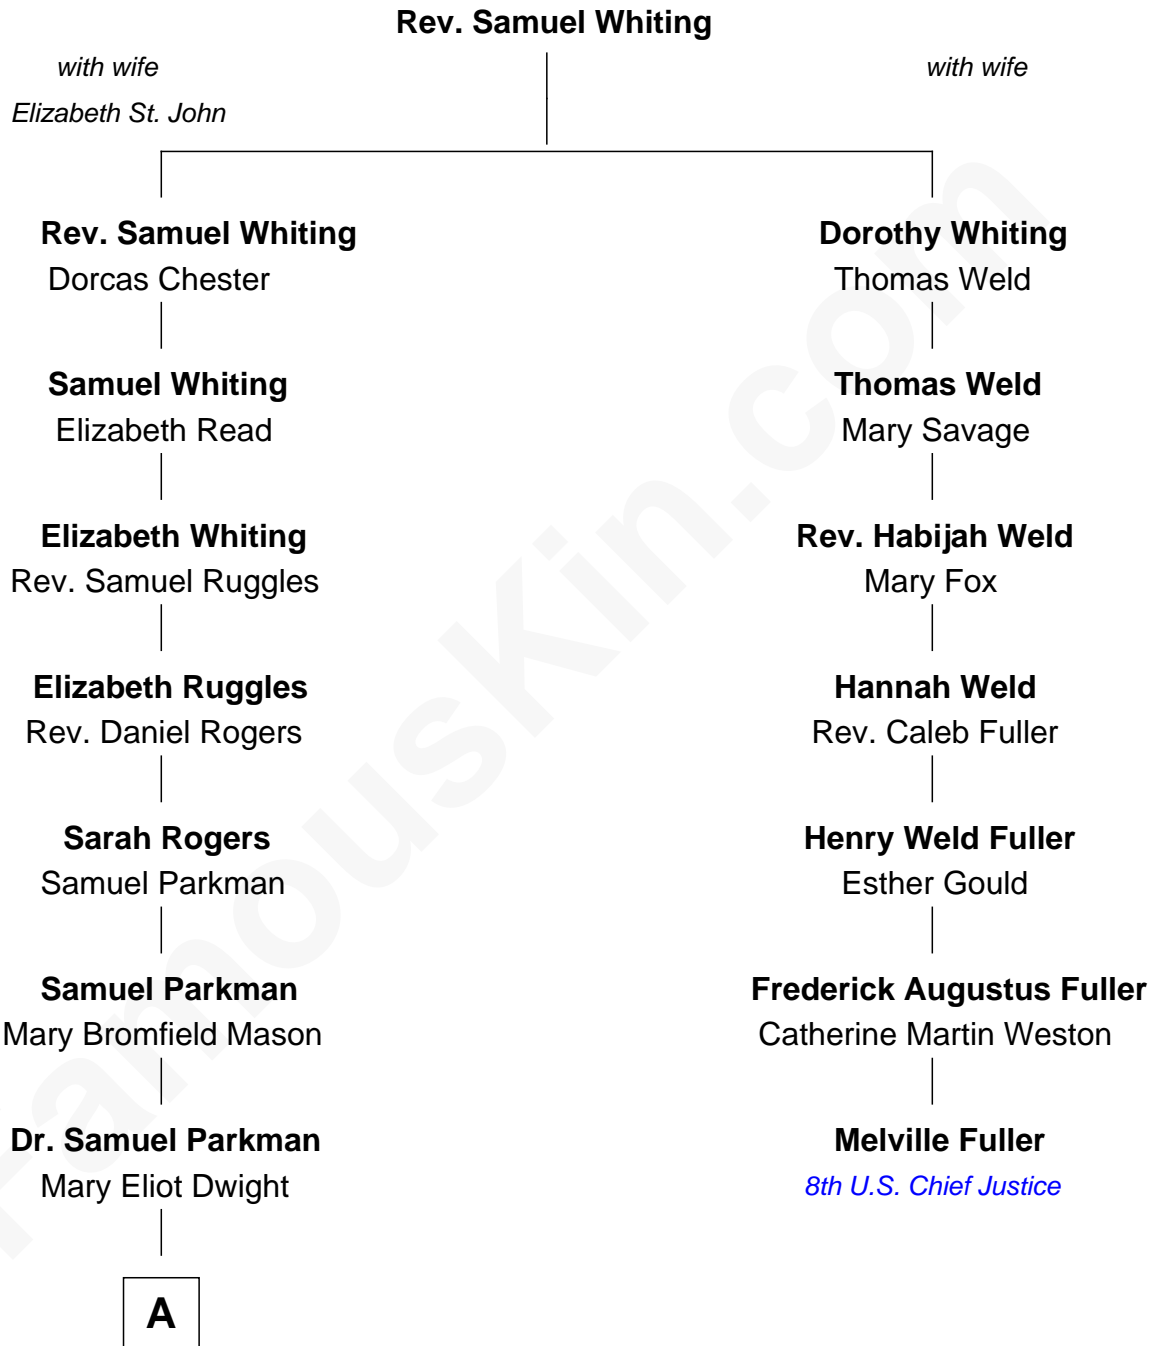 Rev. Samuel Whiting
with wife
Elizabeth St. John
with wife
Rev. Samuel Whiting
Dorcas Chester
Dorothy Whiting
Thomas Weld
Samuel Whiting
Elizabeth Read
Thomas Weld
Mary Savage
Elizabeth Whiting
Rev. Samuel Ruggles
Rev. Habijah Weld
Mary Fox
Elizabeth Ruggles
Rev. Daniel Rogers
Hannah Weld
Rev. Caleb Fuller
Sarah Rogers
Samuel Parkman
Henry Weld Fuller
Esther Gould
Samuel Parkman
Mary Bromfield Mason
Frederick Augustus Fuller
Catherine Martin Weston
Dr. Samuel Parkman
Mary Eliot Dwight
Melville Fuller
8th U.S. Chief Justice
A
FamousKin.com